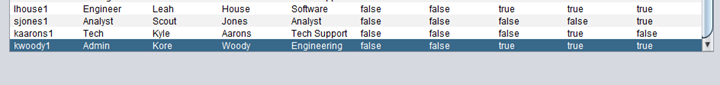 lhouse1 Engineer Leah House Software false false true true true
sjones1 Analyst Scout Jones Analyst false false false false true
kaarons1 Tech Kyle Aarons Tech Support false false true true false
kwoody1 Admin Kore Woody Engineering false false true true true